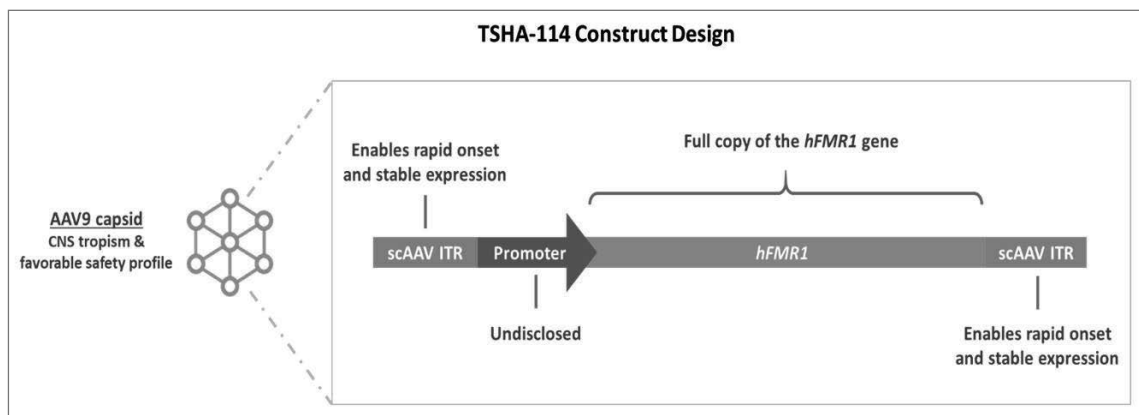 TSHA-114 Construct Design
Enables rapid onset
and stable expression
Full copy of the hFMR1 gene
AAV9 capsid
CNS tropism &
favorable safety profile
scAAV ITR
Promoter
hFMR1
scAAV ITR
Undisclosed
Enables rapid onset
and stable expression